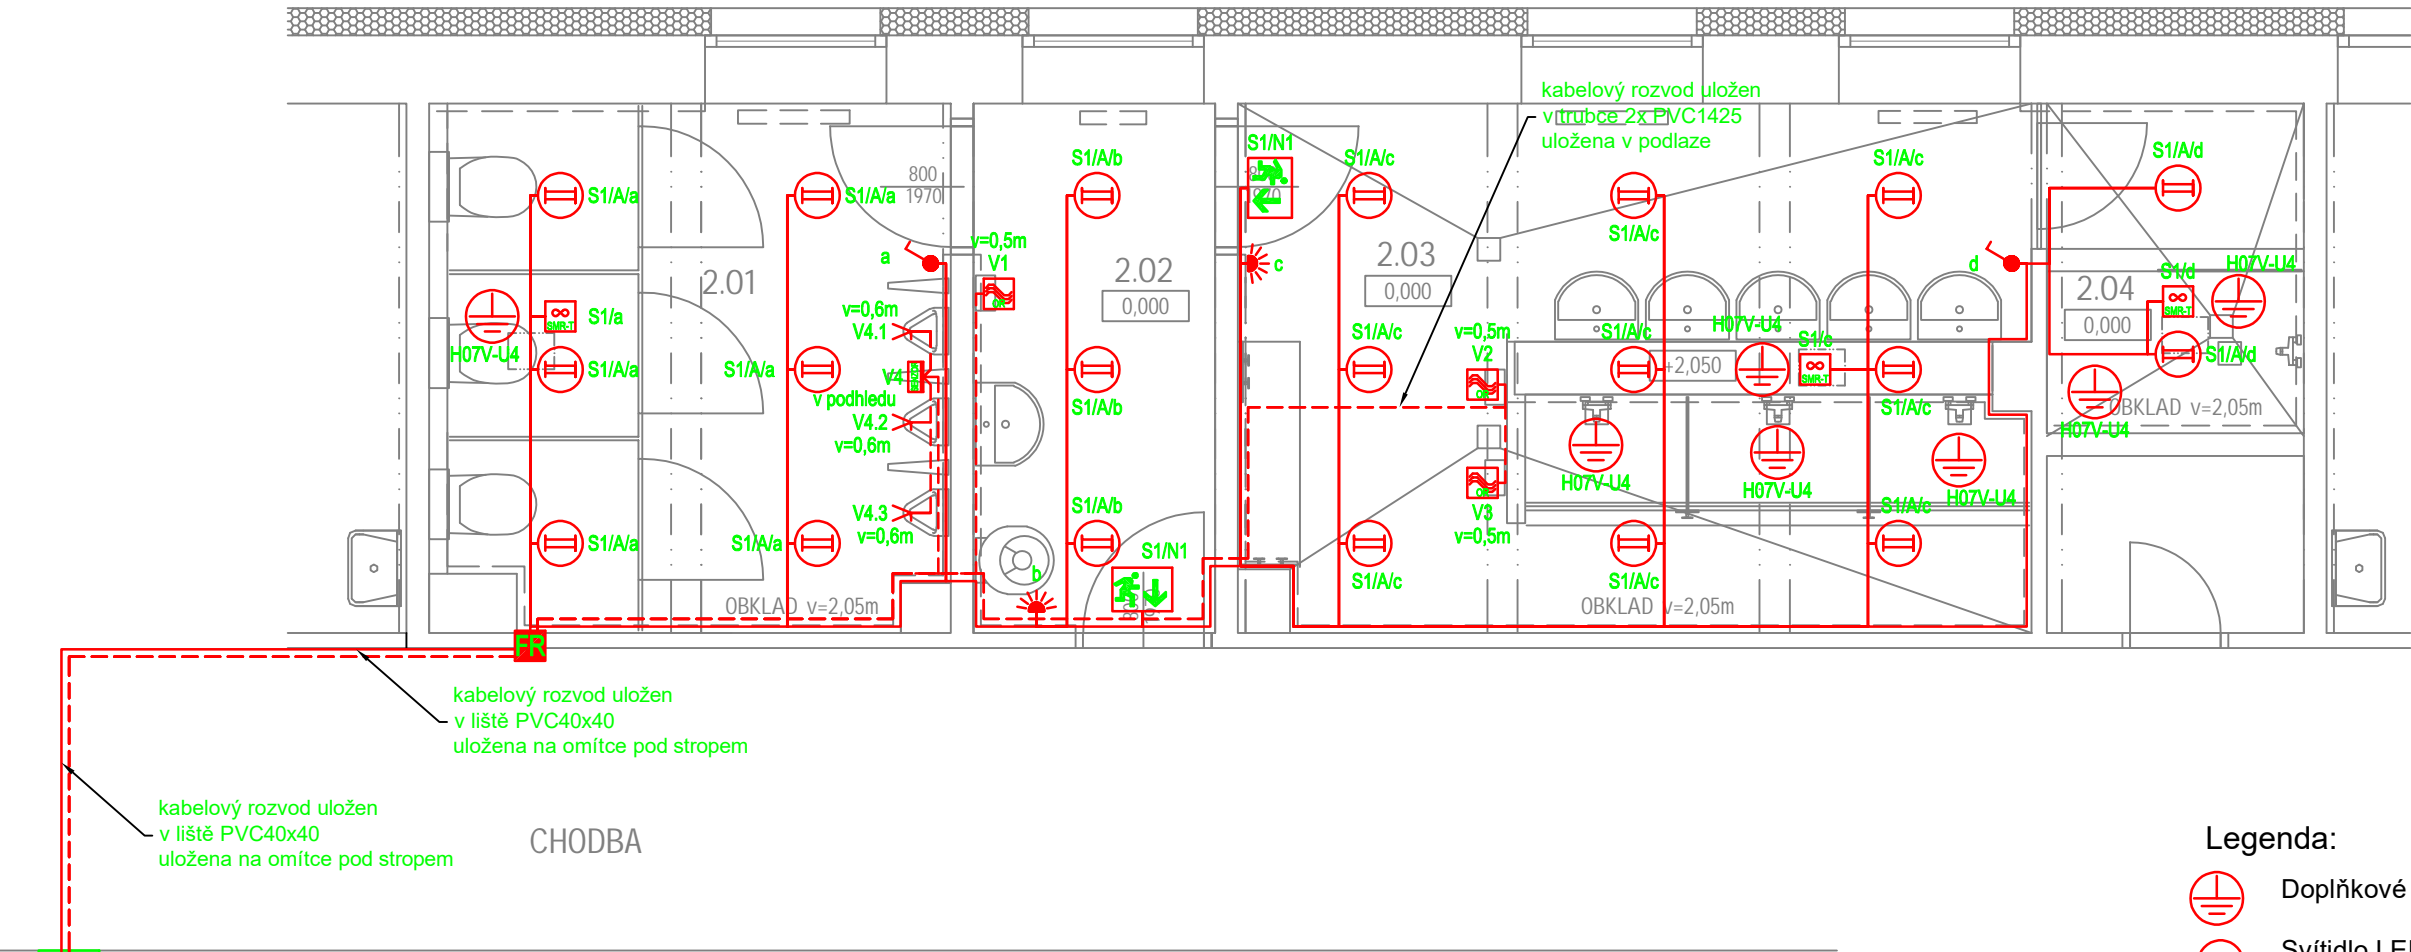 kabelový rozvod uložen
v trubce 2x PVC1425
uložena v podlaze
S1/N1
S1/A/b
S1/A/c
S1/A/c
S1/A/d
800
1970
S1/A/a
S1/A/a
S1/A/c
a
v=0,5m
V1
c
d
2.01
2.02
0,000
2.03
0,000
2.04
0,000
H07V-U4
S1/d
SMR-T
S1/a
SMR-T
H07V-U4
v=0,6m
V4.1
v=0,5m
V2
S1/A/c
S1/A/c
H07V-U4
S1/c
SMR-T
+2,050
S1/A/d
S1/A/a
S1/A/a
V4
v podhledu
V4.2
v=0,6m
S1/A/b
S1/A/c
OBKLAD v=2,05m
H07V-U4
H07V-U4
H07V-U4
H07V-U4
V4.3
v=0,6m
S1/A/b
V3
v=0,5m
S1/A/c
S1/A/a
S1/A/a
S1/N1
b
S1/A/c
S1/A/c
OBKLAD v=2,05m
OBKLAD v=2,05m
FR
kabelový rozvod uložen
v liště PVC40x40
uložena na omítce pod stropem
kabelový rozvod uložen
v liště PVC40x40
uložena na omítce pod stropem
CHODBA
Legenda:
Doplňkové
Svítidlo LE